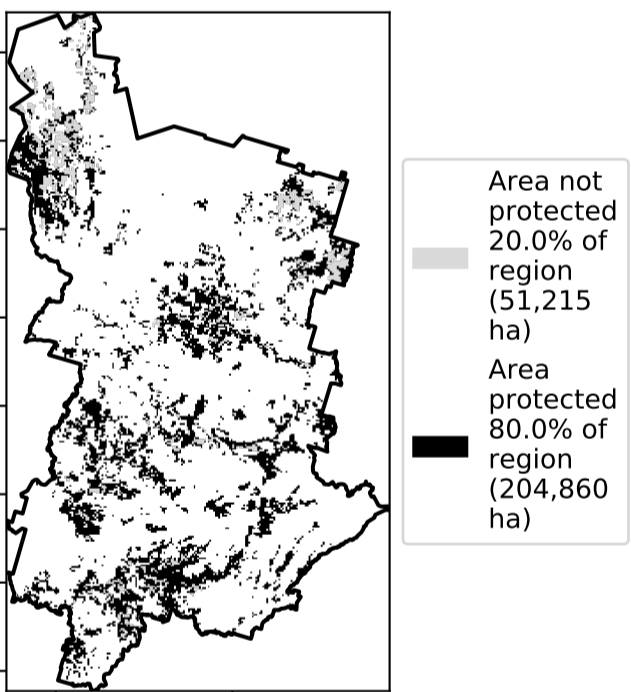 Area not
protected
20.0% of
region
(51,215
ha)
Area
protected
80.0% of
region
(204,860
ha)